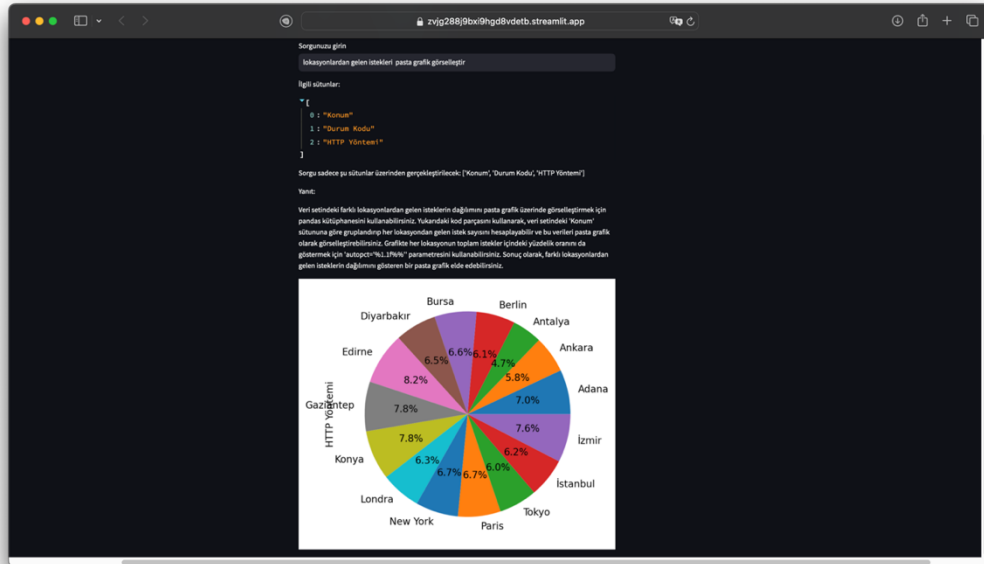 zvjg288j9bxi9hgd8vdetb.streamlit.app
Sorgunuzu girin
lokasyonlardan gelen istekleri pasta grafik görselleştir
İlgili sütunlar:
[
0 : "Konum"
1 : "Durum Kodu"
2 : "HTTP Yöntemi"
]
Sorgu sadece şu sütunlar üzerinden gerçekleştirilecek: ['Konum', 'Durum Kodu', 'HTTP Yöntemi']
Yanıt:
Veri setindeki farklı lokasyonlardan gelen isteklerin dağılımını pasta grafik üzerinde görselleştirmek için
pandas kütüphanesini kullanabilirsiniz. Yukarıdaki kod parçasını kullanarak, veri setindeki 'Konum'
sütununa göre gruplandırıp her lokasyondan gelen istek sayısını hesaplayabilir ve bu verileri pasta grafik
olarak görselleştirebilirsiniz. Grafikte her lokasyonun toplam istekler içindeki yüzdelik oranını da
göstermek için 'autopct='%1.1f%%'' parametresini kullanabilirsiniz. Sonuç olarak, farklı lokasyonlardan
gelen isteklerin dağılımını gösteren bir pasta grafik elde edebilirsiniz.
Bursa
Berlin
Diyarbakır
Antalya
Edirne
Ankara
6.6%
6.1%
6.5%
4.7%
5.8%
8.2%
Adana
7.0%
Gaziantep
HTTP Yöntemi
7.8%
7.6%
7.8%
İzmir
6.2%
Konya
6.3%
6.7%
6.7%
6.0%
İstanbul
Londra
Tokyo
New York
Paris